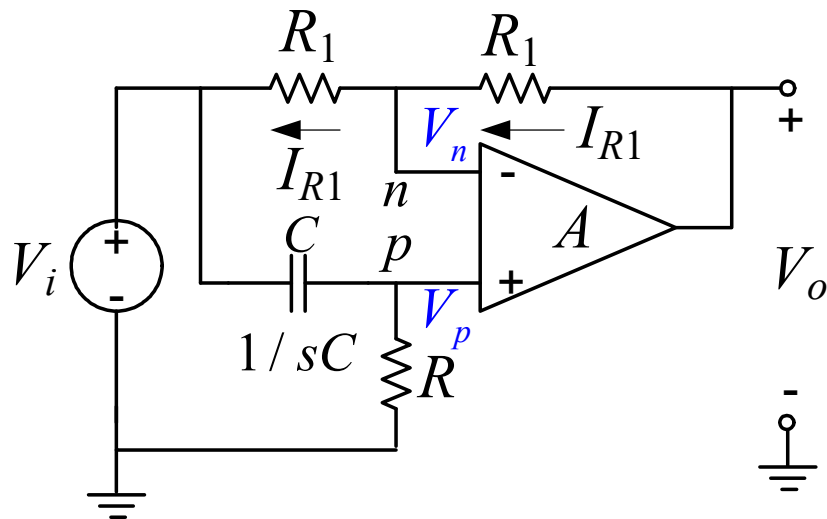 R1 R1
+
Vn IR1
IR1 n -
C p A
Vi + - + Vo
Vp
1 / sC R
-